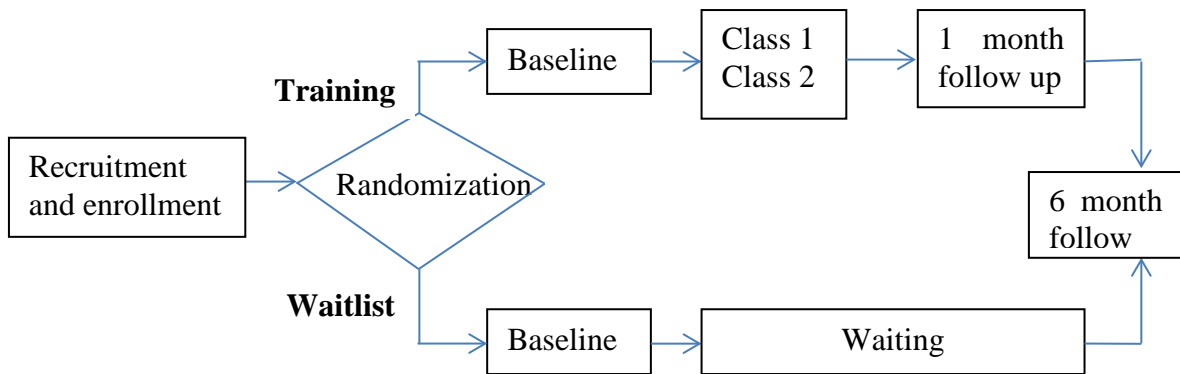 Recruitment
and enrollment
Randomization
Training
Baseline
Class 1
Class 2
1 month
follow up
Waitlist
Baseline
Waiting
6 month
follow